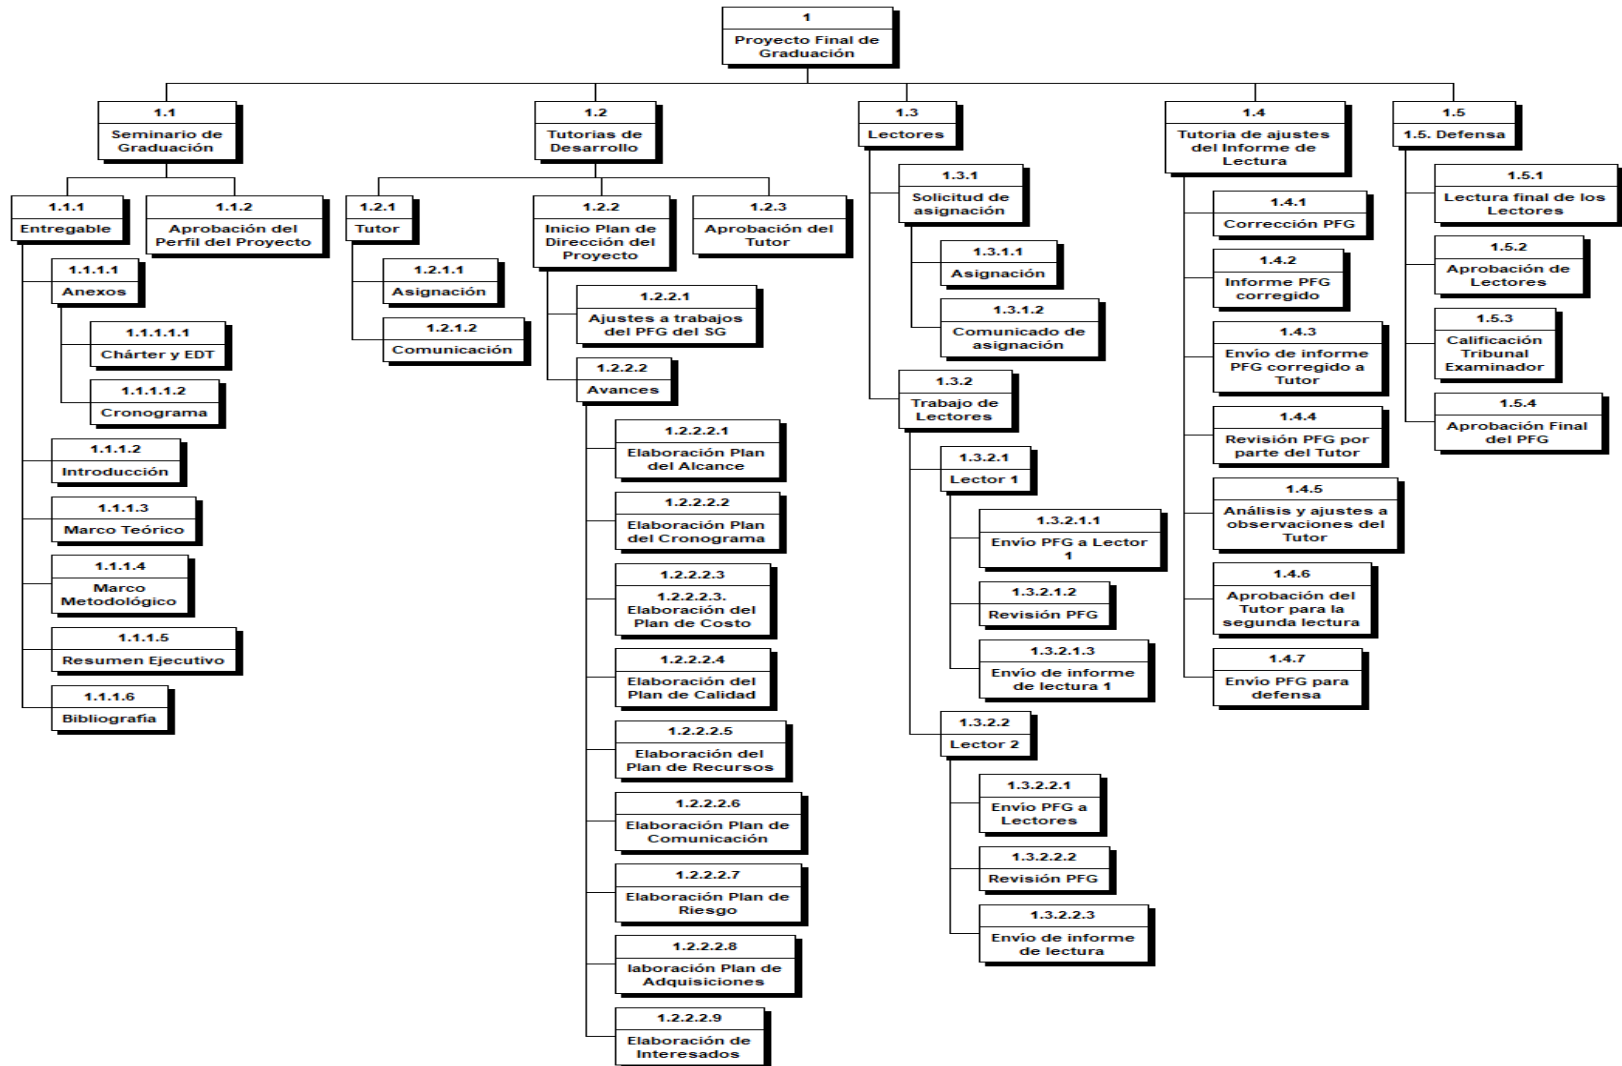 1
Proyecto Final de
Graduación
1.1
Seminario de
Graduación
1.1.1
Entregable
1.1.1.1
Anexos
1.1.1.1.1
Chárter y EDT
1.1.1.1.2
Cronograma
1.1.1.2
Introducción
1.1.1.3
Marco Teórico
1.1.1.4
Marco
Metodológico
1.1.1.5
Resumen Ejecutivo
1.1.1.6
Bibliografía
1.1.2
Aprobación del
Perfil del Proyecto
1.2
Tutorias de
Desarrollo
1.2.1
Tutor
1.2.1.1
Asignación
1.2.1.2
Comunicación
1.2.2
Inicio Plan de
Dirección del
Proyecto
1.2.2.1
Ajustes a trabajos
del PFG del SG
1.2.2.2
Avances
1.2.2.2.1
Elaboración Plan
del Alcance
1.2.2.2.2
Elaboración Plan
del Cronograma
1.2.2.2.3
1.2.2.2.3.
Elaboración del
Plan de Costo
1.2.2.2.4
Elaboración del
Plan de Calidad
1.2.2.2.5
Elaboración del
Plan de Recursos
1.2.2.2.6
Elaboración Plan de
Comunicación
1.2.2.2.7
Elaboración Plan de
Riesgo
1.2.2.2.8
laboración Plan de
Adquisiciones
1.2.2.2.9
Elaboración de
Interesados
1.2.3
Aprobación del
Tutor
1.3
Lectores
1.3.1
Solicitud de
asignación
1.3.1.1
Asignación
1.3.1.2
Comunicado de
asignación
1.3.2
Trabajo de
Lectores
1.3.2.1
Lector 1
1.3.2.1.1
Envío PFG a Lector
1
1.3.2.1.2
Revisión PFG
1.3.2.1.3
Envío de informe
de lectura 1
1.3.2.2
Lector 2
1.3.2.2.1
Envío PFG a
Lectores
1.3.2.2.2
Revisión PFG
1.3.2.2.3
Envío de informe
de lectura
1.4
Tutoria de ajustes
del Informe de
Lectura
1.4.1
Corrección PFG
1.4.2
Informe PFG
corregido
1.4.3
Envío de informe
PFG corregido a
Tutor
1.4.4
Revisión PFG por
parte del Tutor
1.4.5
Análisis y ajustes a
observaciones del
Tutor
1.4.6
Aprobación del
Tutor para la
segunda lectura
1.4.7
Envío PFG para
defensa
1.5
1.5. Defensa
1.5.1
Lectura final de los
Lectores
1.5.2
Aprobación de
Lectores
1.5.3
Calificación
Tribunal
Examinador
1.5.4
Aprobación Final
del PFG